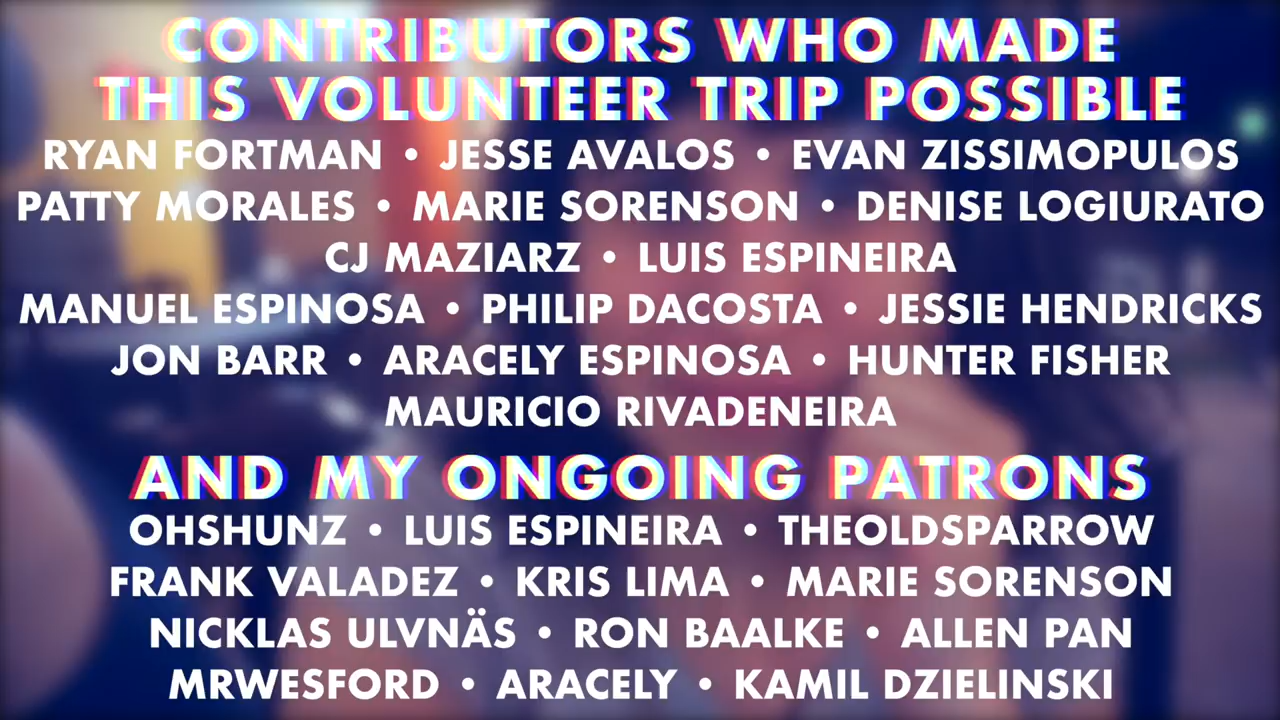 CONTRIBUTORS WHO MADE
THIS VOLUNTEER TRIP POSSIBLE
RYAN FORTMAN • JESSE AVALOS • EVAN ZISSIMOPULOS
PATTY MORALES • MARIE SORENSON • DENISE LOGIURATO
CJ MAZIARZ • LUIS ESPINEIRA
MANUEL ESPINOSA • PHILIP DACOSTA • JESSIE HENDRICKS
JON BARR • ARACELY ESPINOSA • HUNTER FISHER
MAURICIO RIVADENEIRA
AND MY ONGOING PATRONS
OHSHUNZ • LUIS ESPINEIRA • THEOLDSPARROW
FRANK VALADEZ • KRIS LIMA • MARIE SORENSON
NICKLAS ULVNÄS • RON BAALKE • ALLEN PAN
MRWESFORD • ARACELY • KAMIL DZIELINSKI